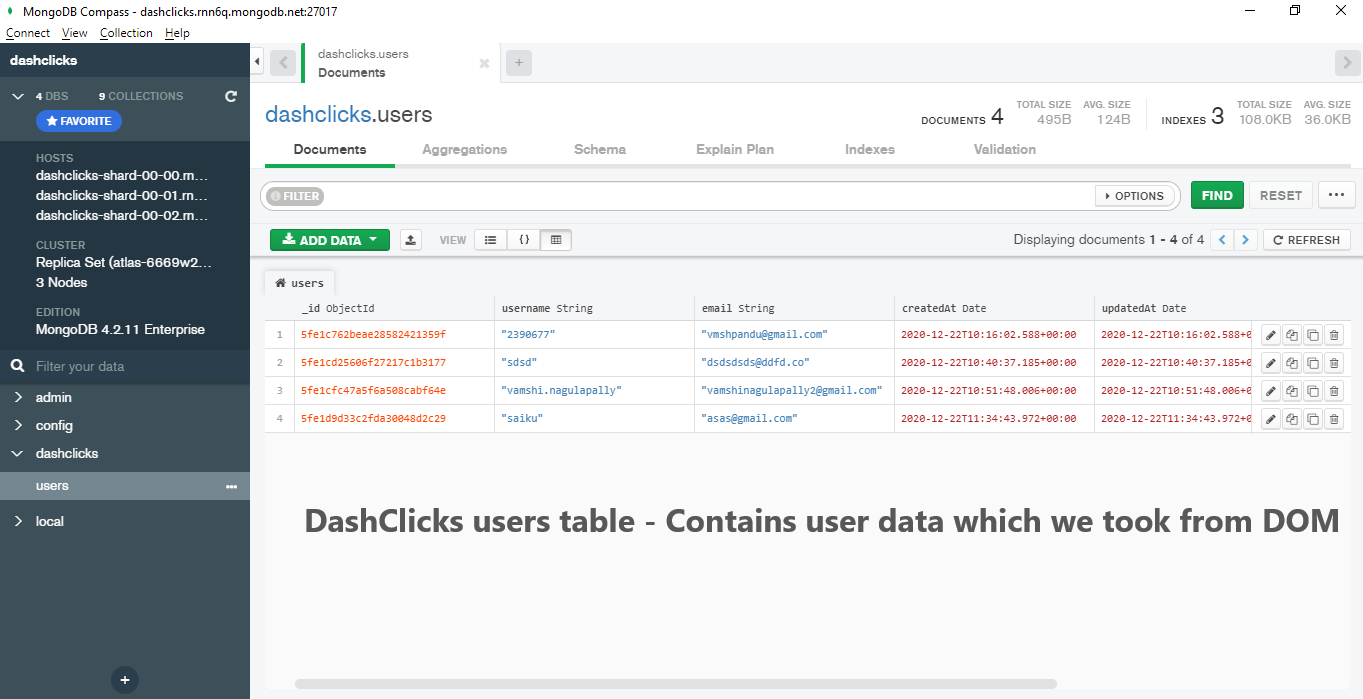 MongoDB Compass - dashclicks.rnn6q.mongodb.net:27017
Connect View Collection Help
dashclicks
4 DBS 9 COLLECTIONS
FAVORITE
HOSTS
dashclicks-shard-00-00.rn...
dashclicks-shard-00-01.rn...
dashclicks-shard-00-02.rn...
CLUSTER
Replica Set (atlas-6669w2...
3 Nodes
EDITION
MongoDB 4.2.11 Enterprise
Filter your data
admin
config
dashclicks
users
local
dashclicks.users
Documents
dashclicks.users
DOCUMENTS 4 TOTAL SIZE 495B AVG. SIZE 124B INDEXES 3 TOTAL SIZE 108.0KB AVG. SIZE 36.0KB
Documents Aggregations Schema Explain Plan Indexes Validation
FILTER OPTIONS FIND RESET
ADD DATA VIEW {} Displaying documents 1 - 4 of 4 REFRESH
users
_id ObjectId username String email String createdAt Date updatedAt Date
1 5fe1c762beae28582421359f "2390677" "vmshpandu@gmail.com" 2020-12-22T10:16:02.588+00:00 2020-12-22T10:16:02.588+0
2 5fe1cd25606f27217c1b3177 "sdsd" "dsdsdsds@ddfd.co" 2020-12-22T10:40:37.185+00:00 2020-12-22T10:40:37.185+0
3 5fe1cfc47a5f6a508cabf64e "vamshi.nagulapally" "vamshinagulapally2@gmail.com" 2020-12-22T10:51:48.006+00:00 2020-12-22T10:51:48.006+0
4 5fe1d9d33c2fda30048d2c29 "saiku" "asas@gmail.com" 2020-12-22T11:34:43.972+00:00 2020-12-22T11:34:43.972+0
DashClicks users table - Contains user data which we took from DOM